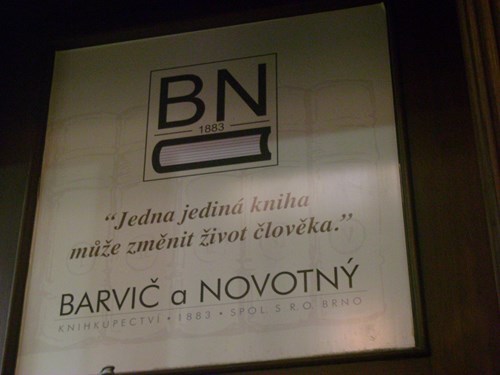 BN
1883
“Jedna jediná kniha
může změnit život člověka.”
BARVIČ a NOVOTNÝ
KNIHKUPECTVÍ • 1883 • SPOL. S R.O. BRNO